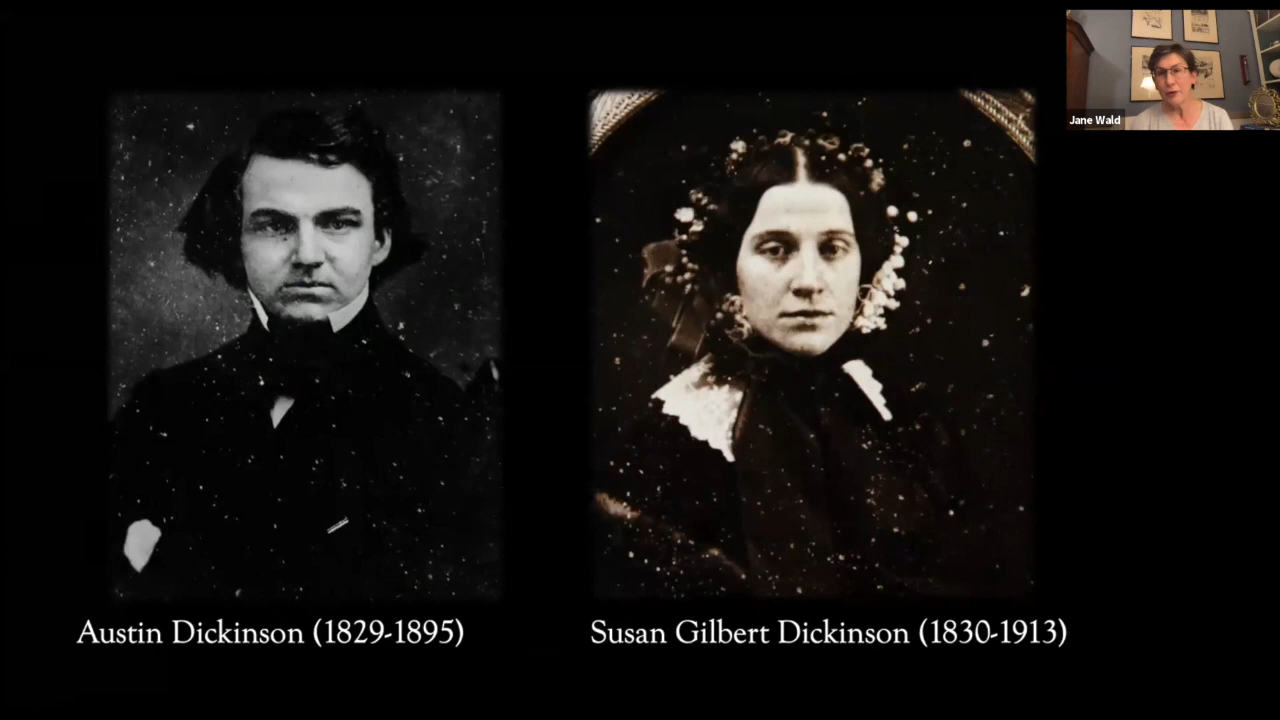 Jane Wald
Austin Dickinson (1829-1895)
Susan Gilbert Dickinson (1830-1913)